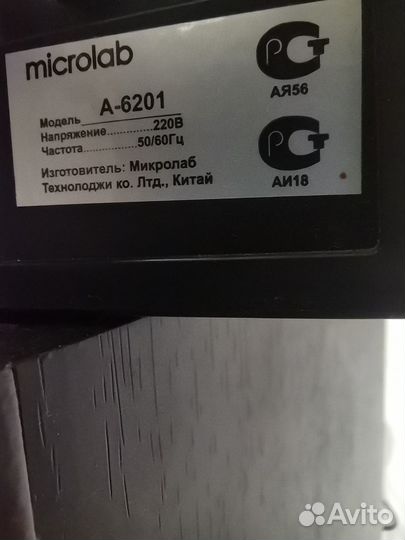 microlab
Модель A-6201
Напряжение.............220В
Частота...............50/60Гц
Изготовитель: Микролаб
Технолоджи ко. Лтд., Китай
РСТ
АЯ56
РСТ
АИ18
Avito